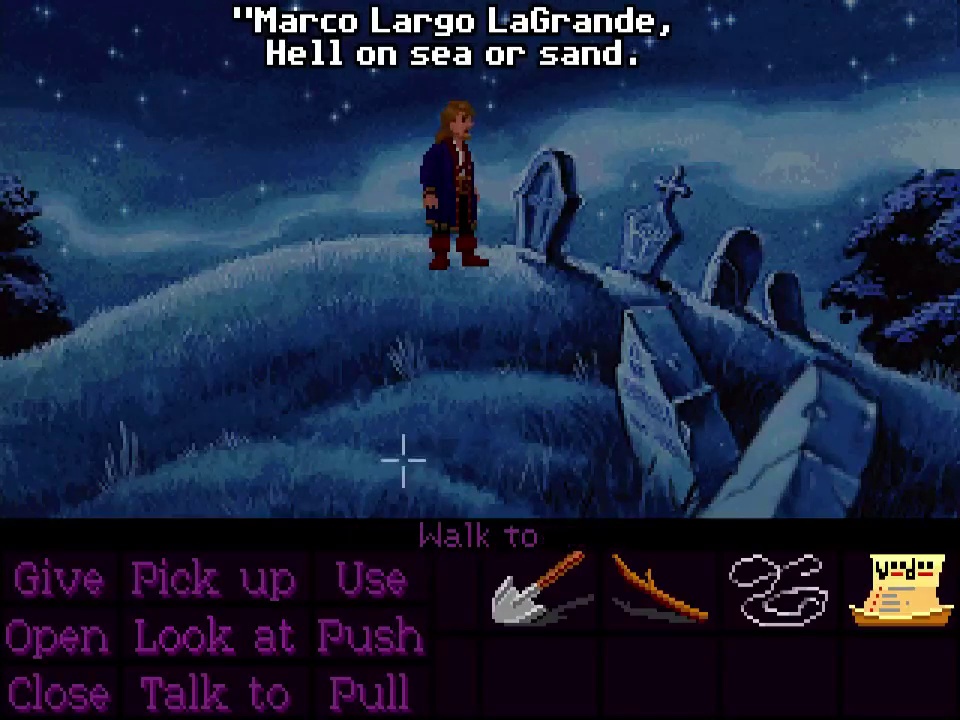 "Marco Largo LaGrande,
Hell on sea or sand.
Walk to
Give Pick up Use
Open Look at Push
Close Talk to Pull